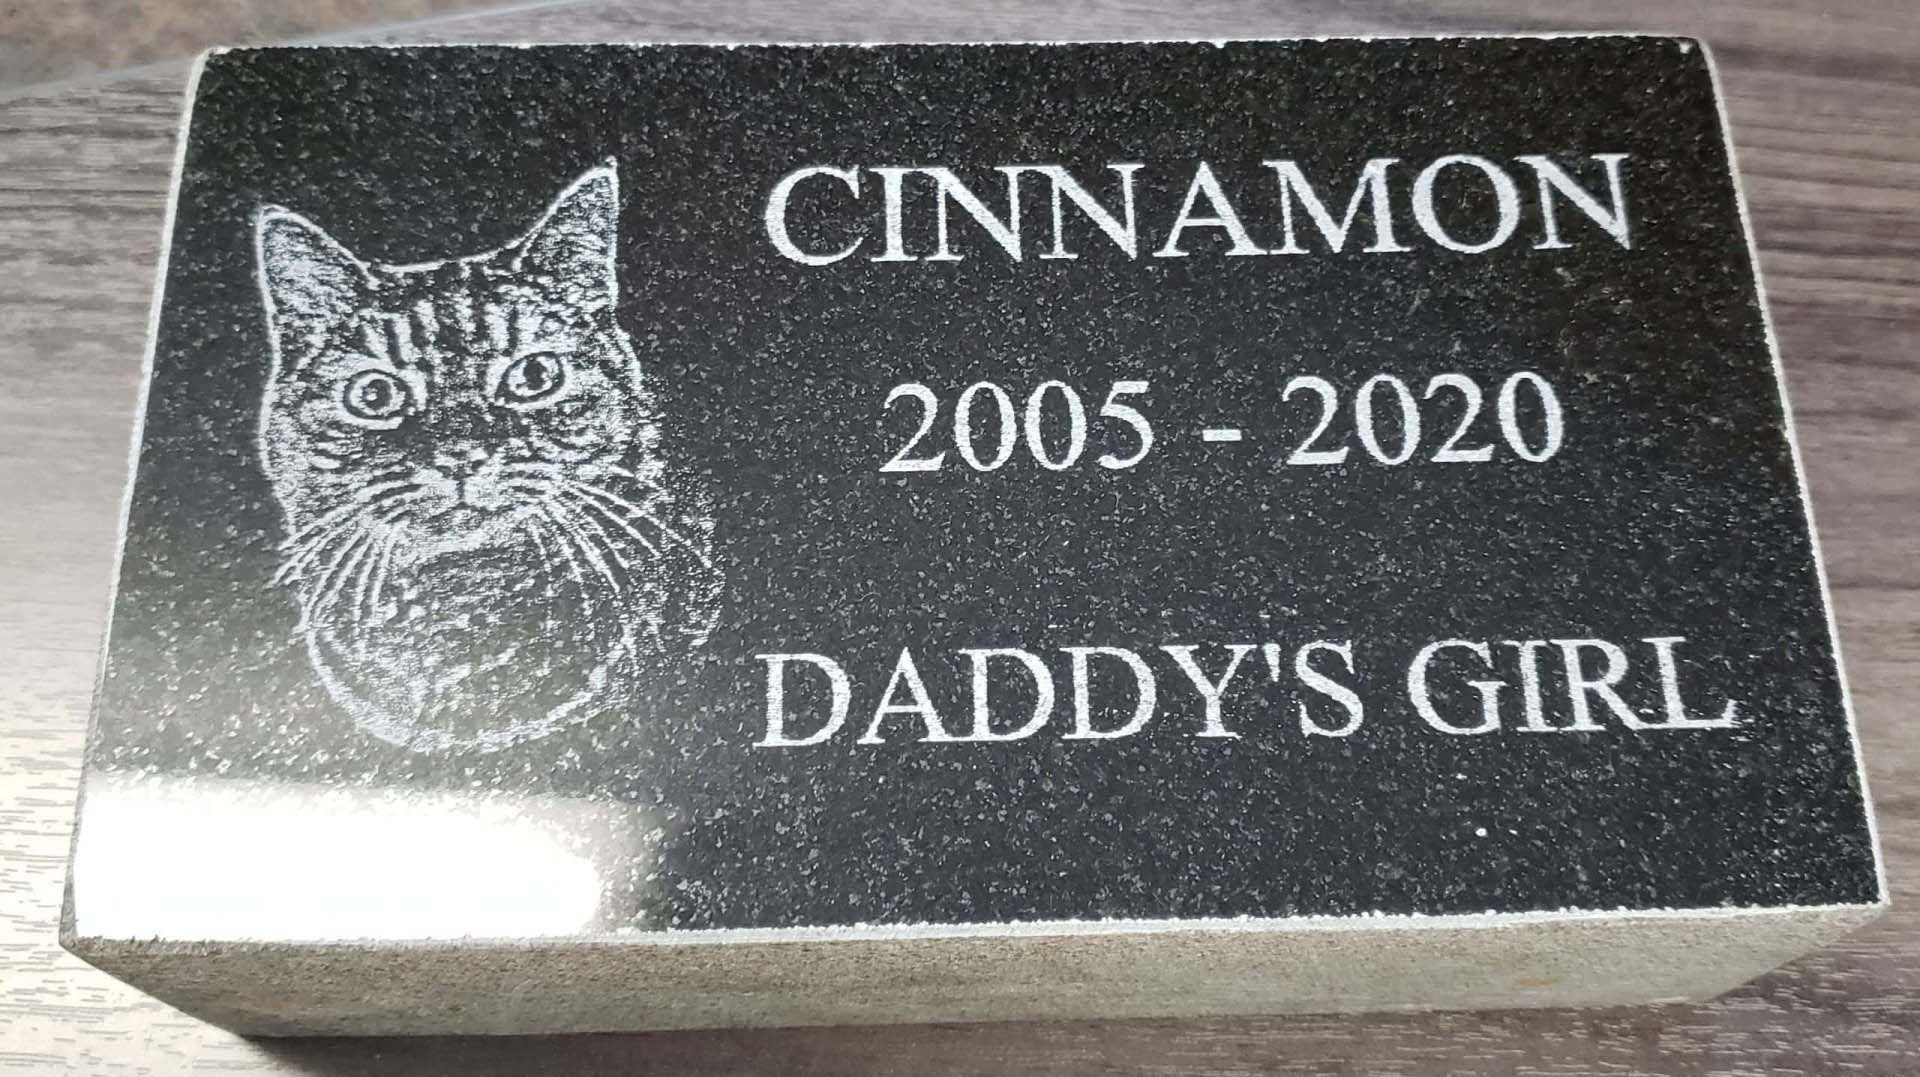 CINNAMON
2005 - 2020
DADDY'S GIRL